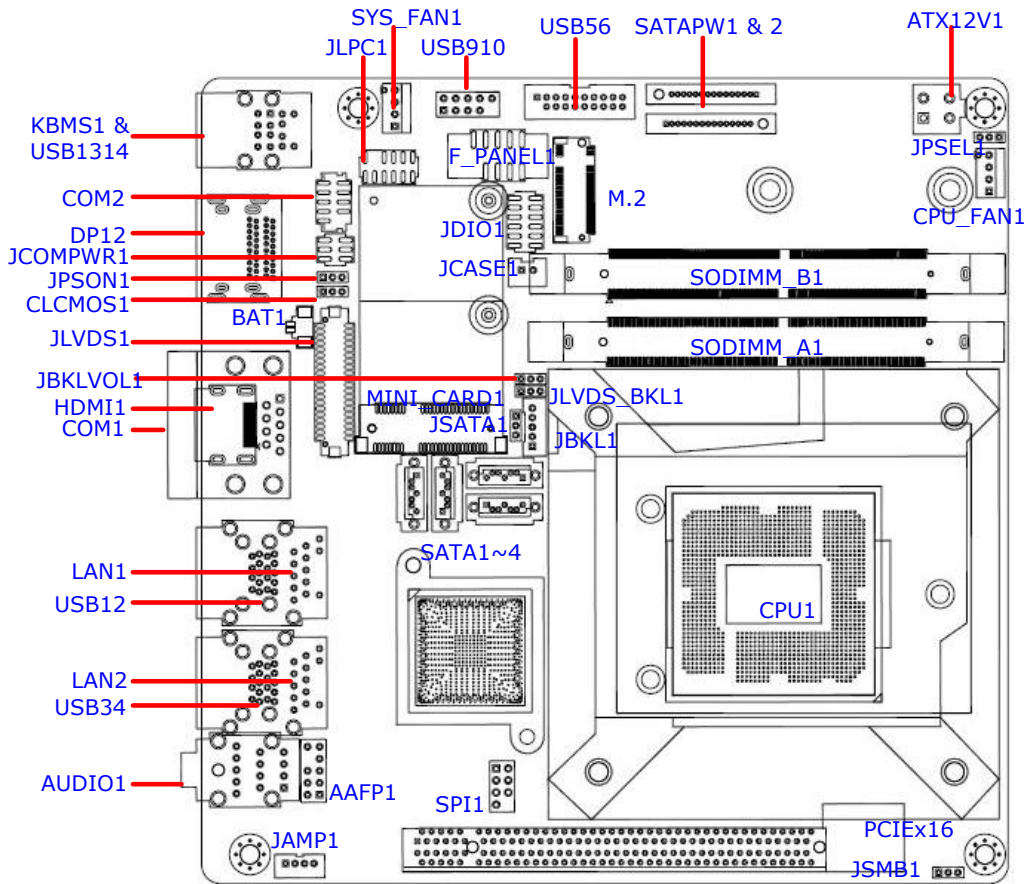 SYS_FAN1
JLPC1
USB910
USB56
SATAPW1 & 2
ATX12V1
KBMS1 &
USB1314
F_PANEL1
JPSEL1
COM2
M.2
CPU_FAN1
DP12
JDIO1
JCOMPWR1
JCASE1
JPSON1
SODIMM_B1
CLCMOS1
BAT1
JLVDS1
SODIMM_A1
JBKLVOL1
MINI_CARD1
JLVDS_BKL1
HDMI1
JSATA1
COM1
JBKL1
SATA1~4
LAN1
USB12
CPU1
LAN2
USB34
AUDIO1
AAFP1
SPI1
PCIEx16
JAMP1
JSMB1